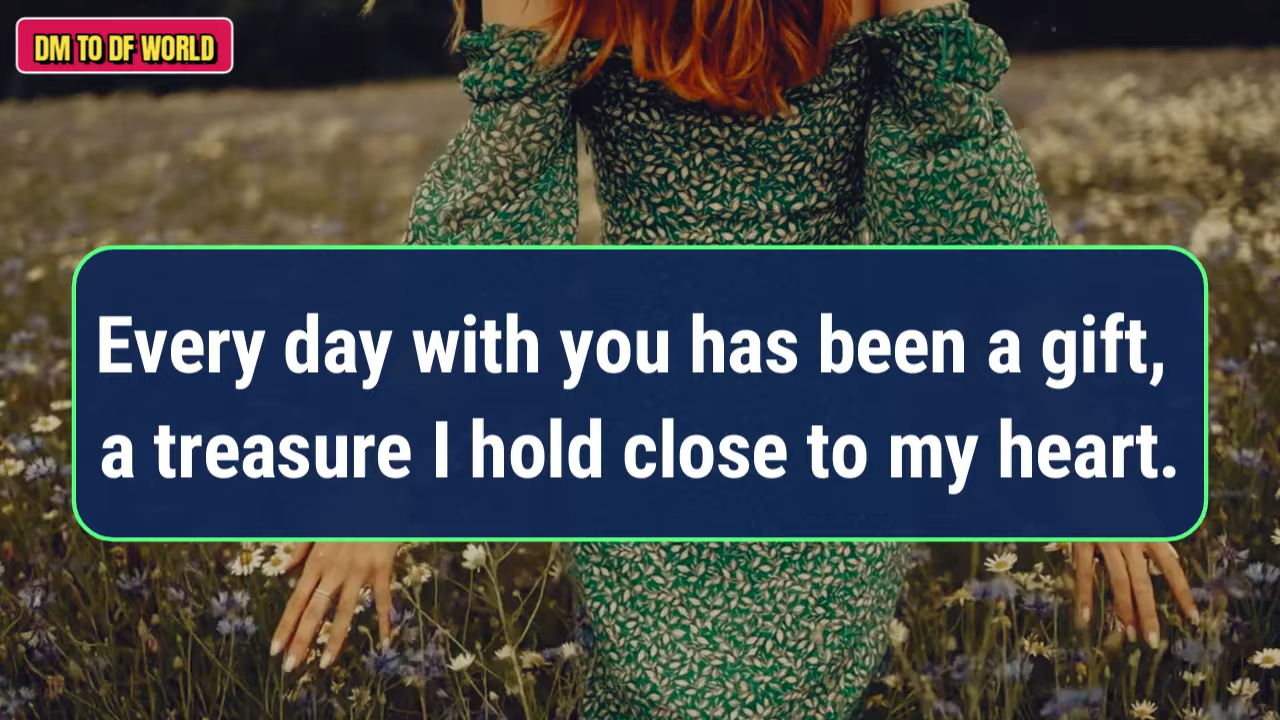 DM TO DF WORLD
Every day with you has been a gift,
a treasure I hold close to my heart.